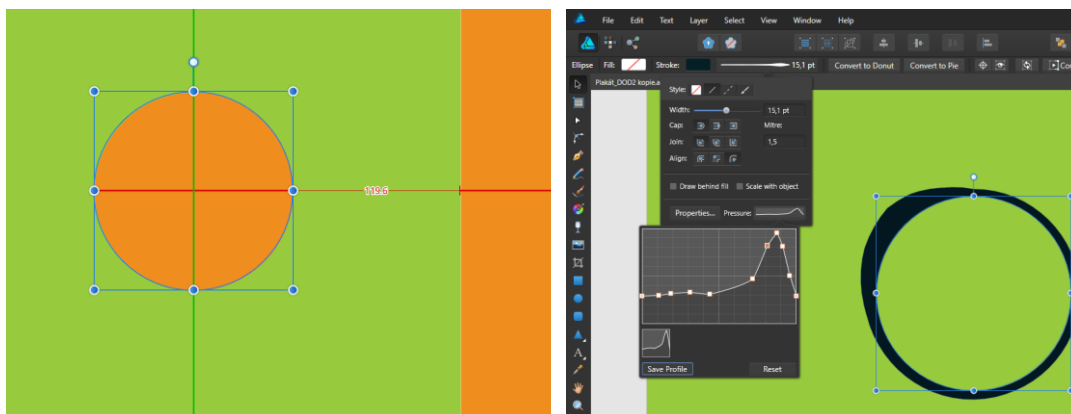 119.6
File Edit Text Layer Select View Window Help
Ellipse Fill: Stroke: 15,1 pt Convert to Donut Convert to Pie Co
Plakát_DOD2 kopie.a
Style:
Width: 15,1 pt
Cap: Mitre:
Join: 1,5
Align:
Draw behind fill Scale with object
Properties... Pressure:
A
Save Profile Reset